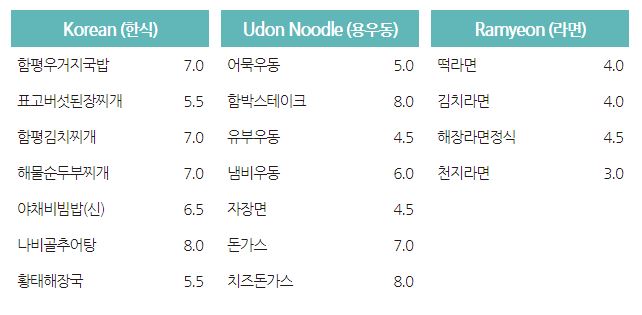 Korean (한식)
함평우거지국밥 7.0
표고버섯된장찌개 5.5
함평김치찌개 7.0
해물순두부찌개 7.0
야채비빔밥(신) 6.5
나비골추어탕 8.0
황태해장국 5.5
Udon Noodle (용우동)
어묵우동 5.0
함박스테이크 8.0
유부우동 4.5
냄비우동 6.0
자장면 4.5
돈가스 7.0
치즈돈가스 8.0
Ramyeon (라면)
떡라면 4.0
김치라면 4.0
해장라면정식 4.5
천지라면 3.0